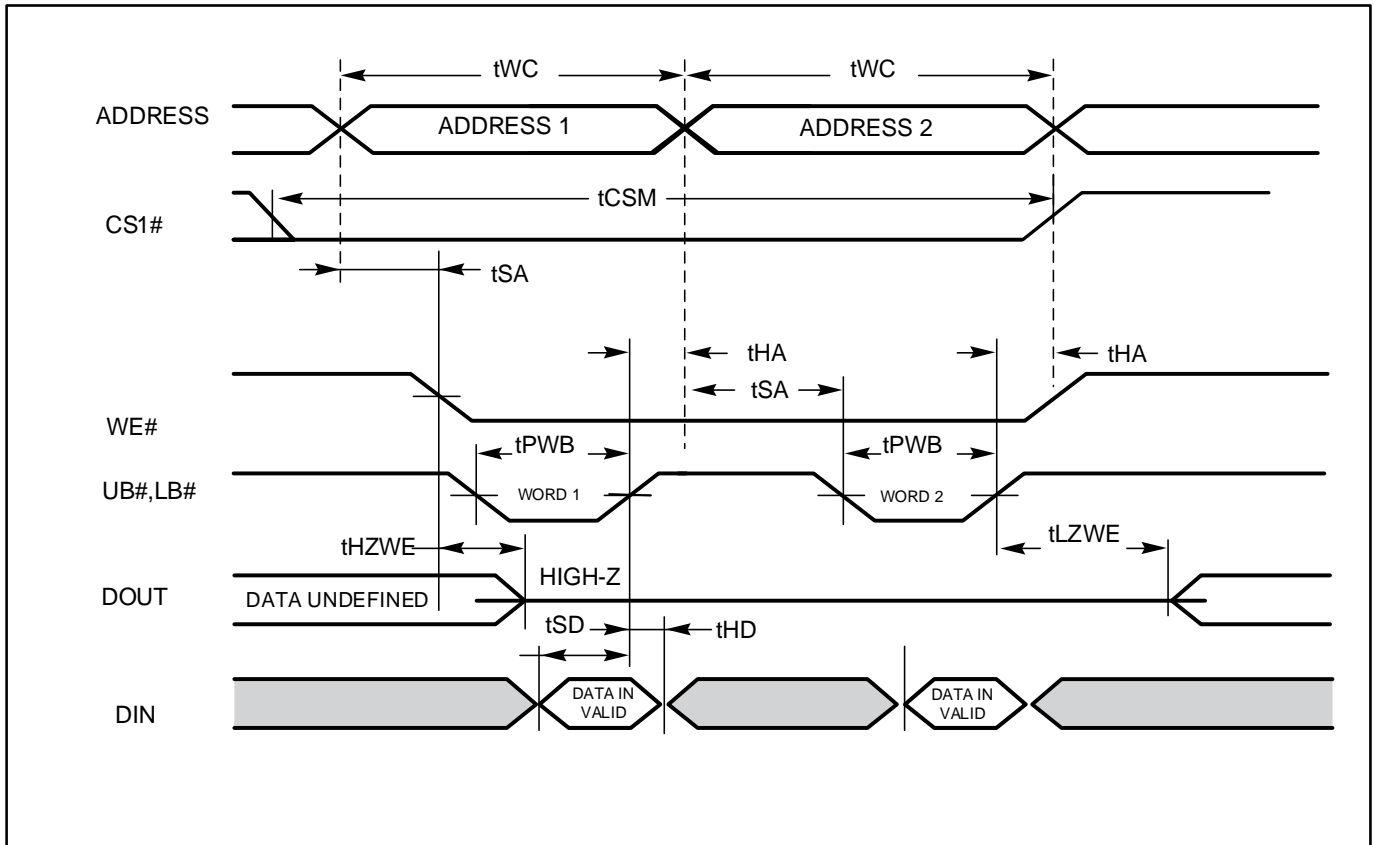 tWC tWC
ADDRESS ADDRESS 1 ADDRESS 2
tCSM
CS1#
tSA
tHA tHA
tSA
WE#
tPWB tPWB
UB#,LB# WORD 1 WORD 2
tHZWE tLZWE
HIGH-Z
DOUT DATA UNDEFINED
tSD tHD
DATA IN DATA IN
DIN VALID VALID